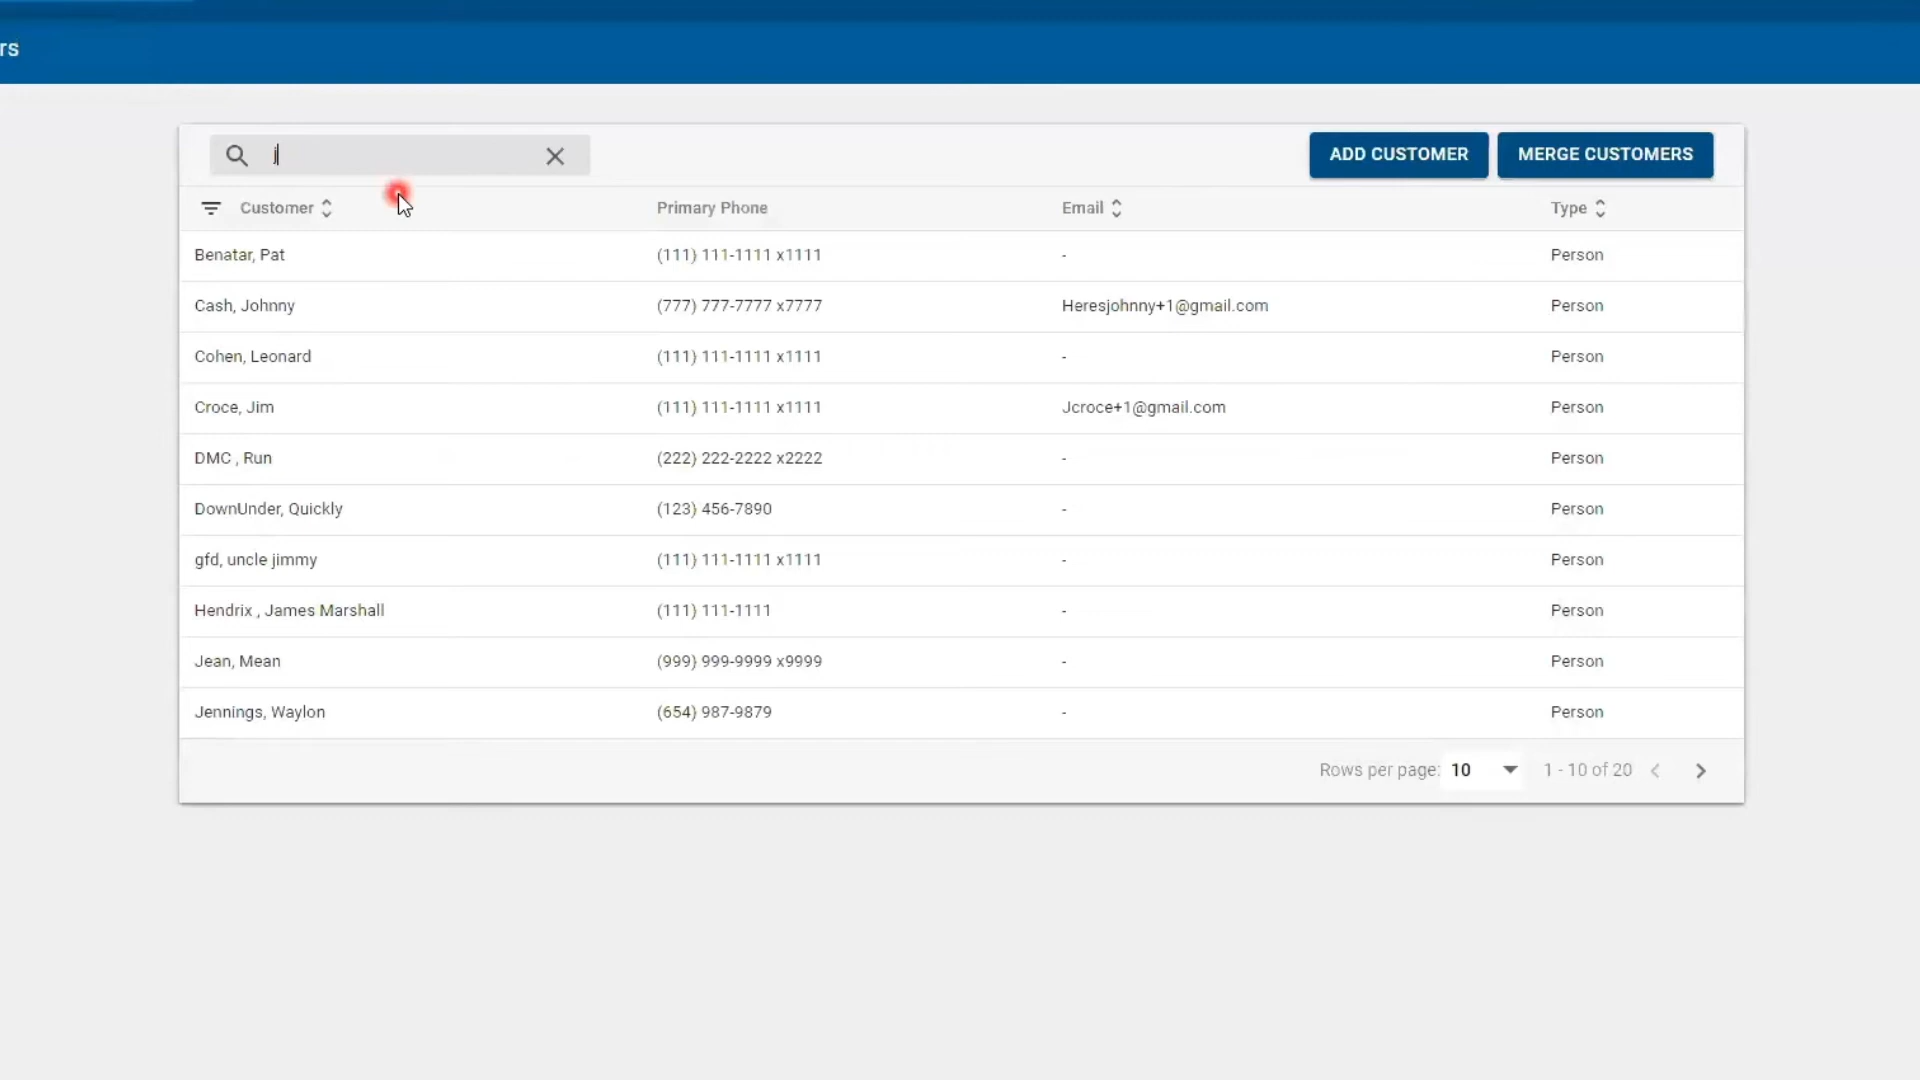 rs
j
ADD CUSTOMER MERGE CUSTOMERS
Customer Primary Phone Email Type
Benatar, Pat (111) 111-1111 x1111 - Person
Cash, Johnny (777) 777-7777 x7777 Heresjohnny+1@gmail.com Person
Cohen, Leonard (111) 111-1111 x1111 - Person
Croce, Jim (111) 111-1111 x1111 Jcroce+1@gmail.com Person
DMC , Run (222) 222-2222 x2222 - Person
DownUnder, Quickly (123) 456-7890 - Person
gfd, uncle jimmy (111) 111-1111 x1111 - Person
Hendrix , James Marshall (111) 111-1111 - Person
Jean, Mean (999) 999-9999 x9999 - Person
Jennings, Waylon (654) 987-9879 - Person
Rows per page: 10 1 - 10 of 20